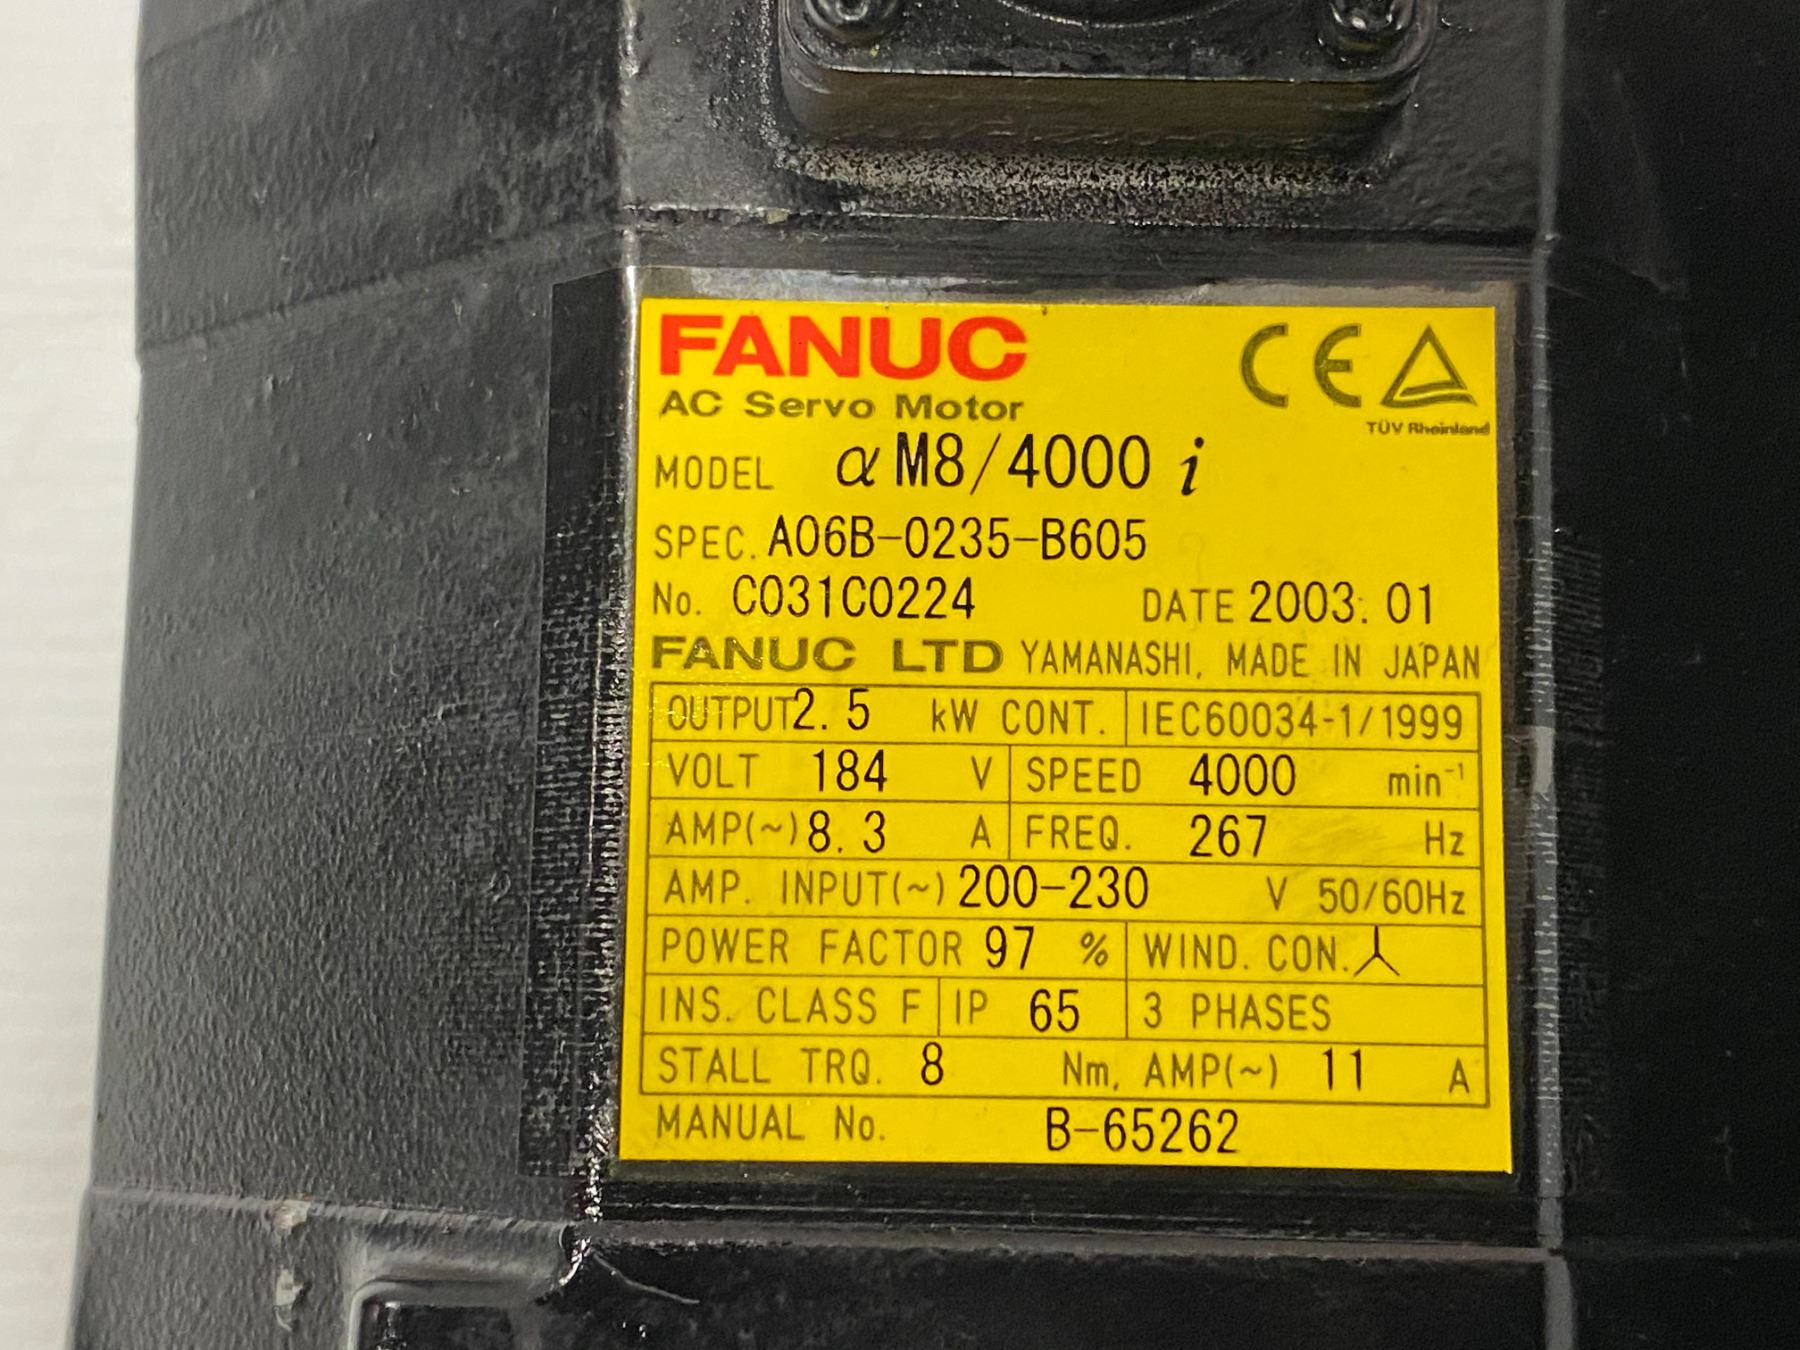 FANUC CE
AC Servo Motor TÜV Rheinland
MODEL αM8/4000 i
SPEC. A06B-0235-B605
No. C031C0224 DATE 2003. 01
FANUC LTD YAMANASHI, MADE IN JAPAN
OUTPUT 2.5 kW CONT. IEC60034-1/1999
VOLT 184 V SPEED 4000 min⁻¹
AMP(~) 8.3 A FREQ. 267 Hz
AMP. INPUT(~) 200-230 V 50/60Hz
POWER FACTOR 97 % WIND. CON.
INS. CLASS F IP 65 3 PHASES
STALL TRQ. 8 Nm, AMP(~) 11 A
MANUAL No. B-65262